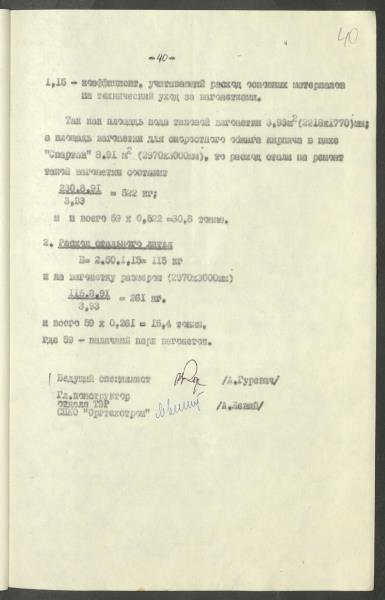 40
-40-
1,15 - коэффициент, учитывающий расход основных материалов
на технический уход за вагонетками.
Так как площадь пода типовой вагонетки 3,93м2 (2218х1770)мм;
а площадь вагонетки для скоростного обжига кирпича в цехе
"Спартак" 8,91 м2 (2970х3000мм), то расход стали на ремонт
такой вагонетки составит
230.8.91
3,93
= 522 кг;
и и всего 59 х 0,522 =30,8 тонн.
2. Расход стального литья
В= 2.50.1,15= 115 кг
и на вагонетку размером (2970х3000мм)
115.8.91
3,93
= 261 кг.
и всего 59 х 0,261 = 15,4 тонн.
где 59 - наличный парк вагонеток.
Ведущий специалист /А.Гуревич/
Гл.конструктор
отдела ТЭР
СПКО "Оргтехстром" /А.